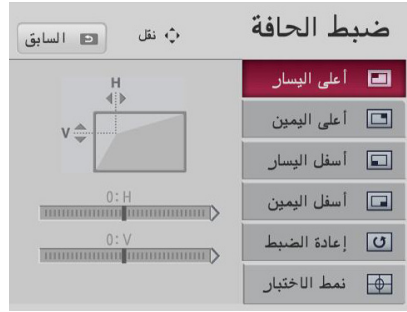 ضبط الحافة
نقل
السابق
أعلى اليسار
أعلى اليمين
أسفل اليسار
أسفل اليمين
إعادة الضبط
نمط الاختبار
H
V
0: H
0: V